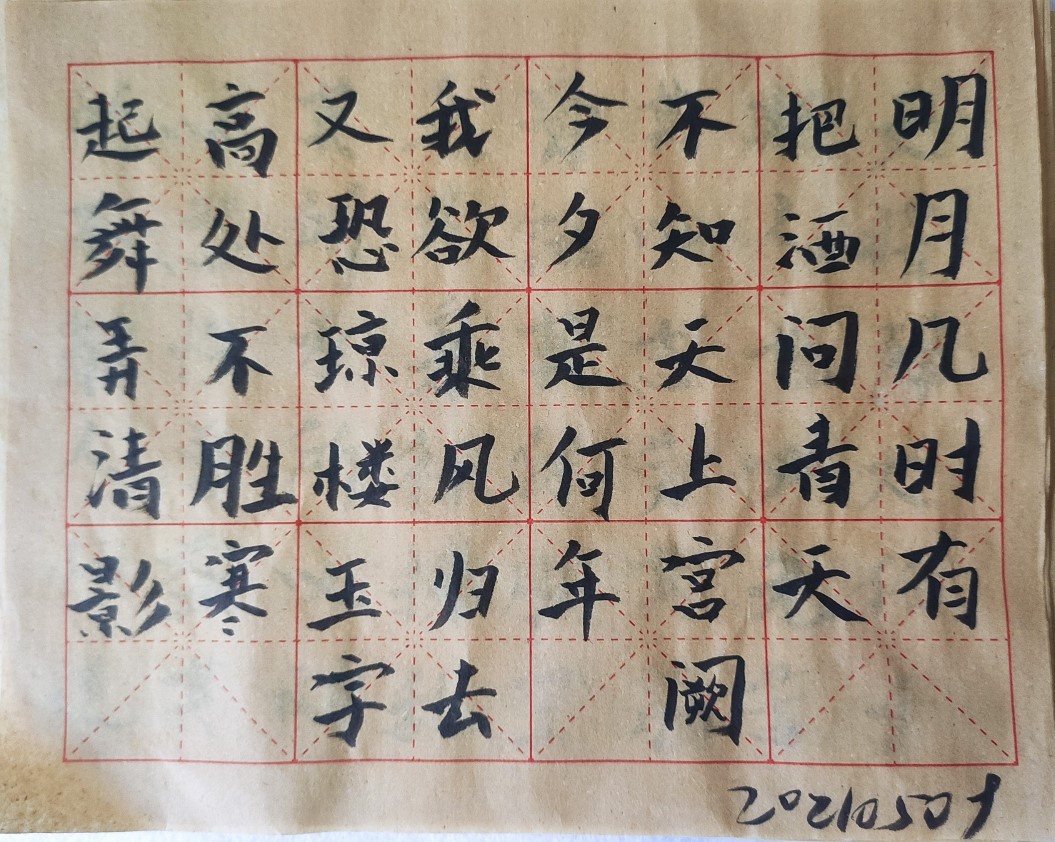 明月几时有
把酒问青天
不知天上宫阙
今夕是何年
我欲乘风归去
又恐琼楼玉字
高处不胜寒
起舞弄清影
20210509